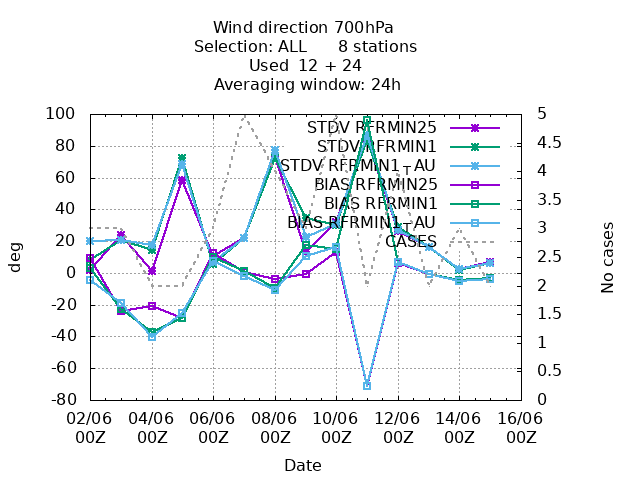 Wind direction 700hPa
Selection: ALL 8 stations
Used 12 + 24
Averaging window: 24h
100
80
60
40
20
0
-20
-40
-60
-80
5
4.5
4
3.5
3
2.5
2
1.5
1
0.5
0
deg
No cases
STDV RFRMIN25
STDV RFRMIN1
STDV RFRMIN1_AU
BIAS RFRMIN25
BIAS RFRMIN1
BIAS RFRMIN1_AU
CASES
02/06 04/06 06/06 08/06 10/06 12/06 14/06 16/06
00Z 00Z 00Z 00Z 00Z 00Z 00Z 00Z
Date